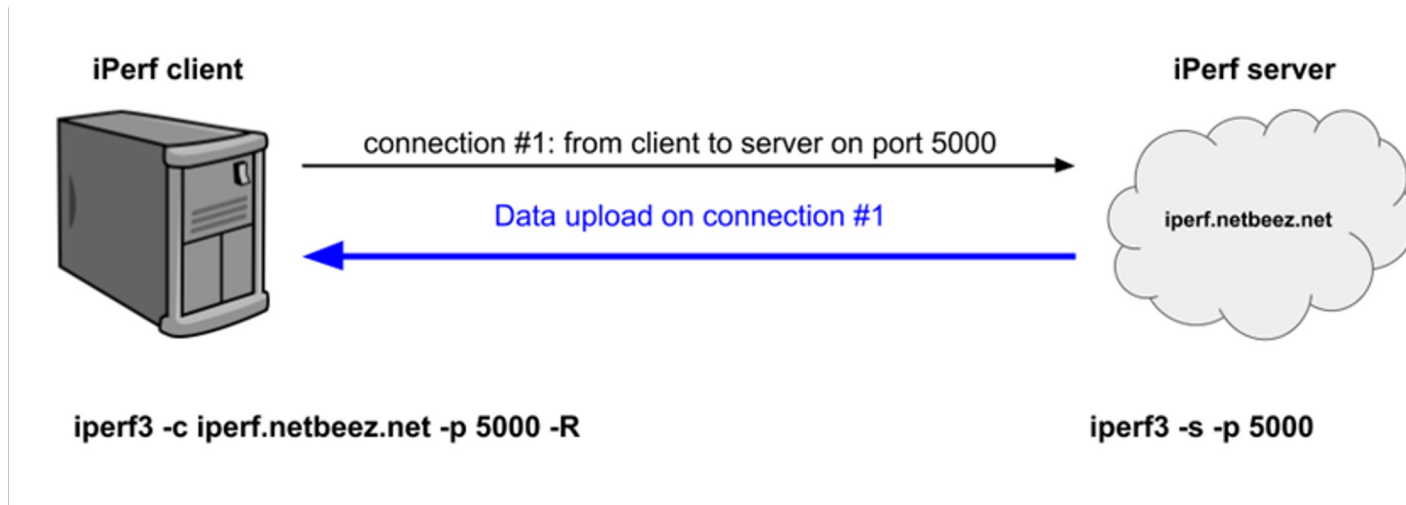 iPerf client
iPerf server
connection #1: from client to server on port 5000
Data upload on connection #1
iperf.netbeez.net
iperf3 -c iperf.netbeez.net -p 5000 -R
iperf3 -s -p 5000